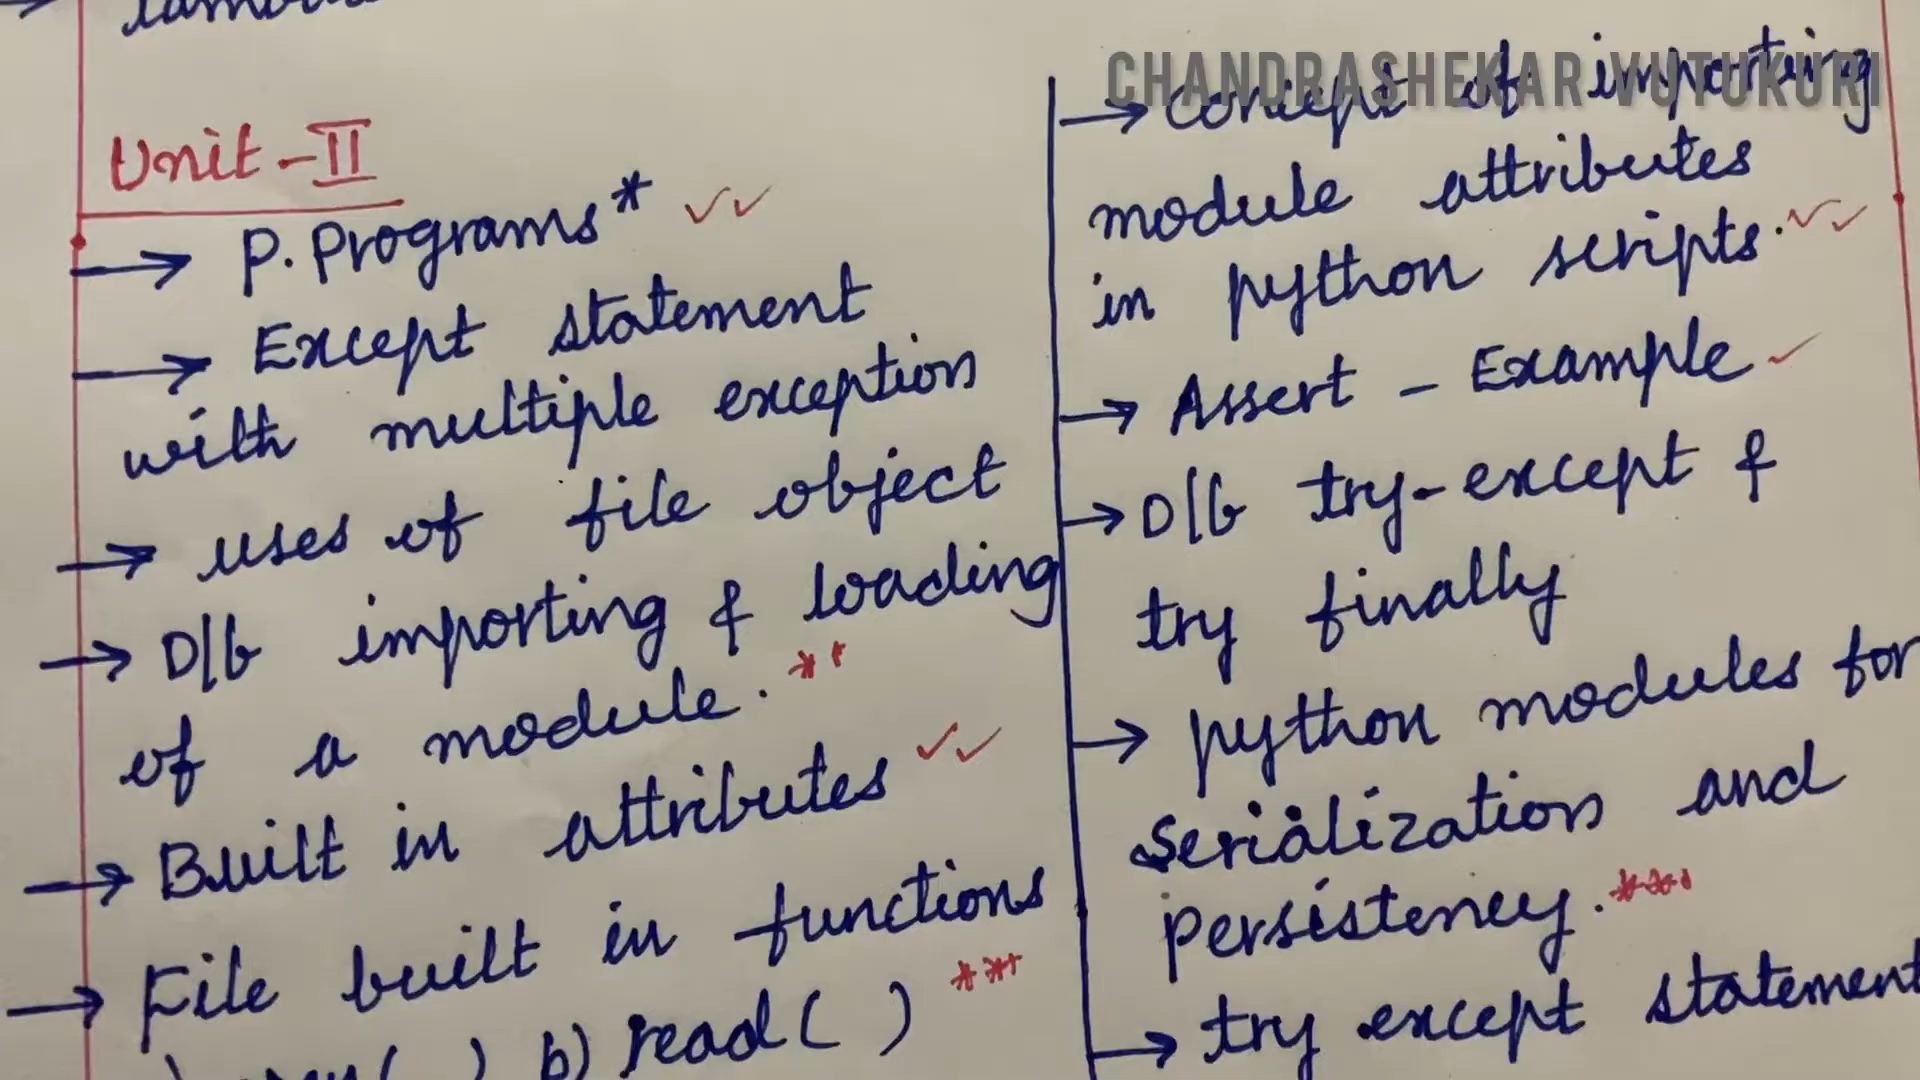 Unit-II
→ P. Programs*
→ Except statement
with multiple exception
→ uses of file object
→ D/b importing & loading
of a module. **
→ Built in attributes
→ File built in functions
b) read( ) ***
CHANDRASHEKAR VUTUKURI
→ concept of importing
module attributes
in python scripts.
→ Assert - Example
→ D/b try-except &
try finally
→ python modules for
serialization and
persistency. ***
→ try except statement